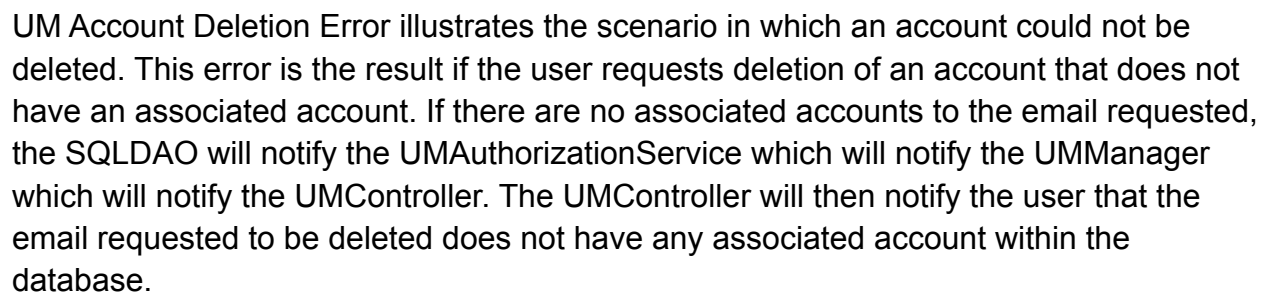 UM Account Deletion Error illustrates the scenario in which an account could not be
deleted. This error is the result if the user requests deletion of an account that does not
have an associated account. If there are no associated accounts to the email requested,
the SQLDAO will notify the UMAuthorizationService which will notify the UMManager
which will notify the UMController. The UMController will then notify the user that the
email requested to be deleted does not have any associated account within the
database.